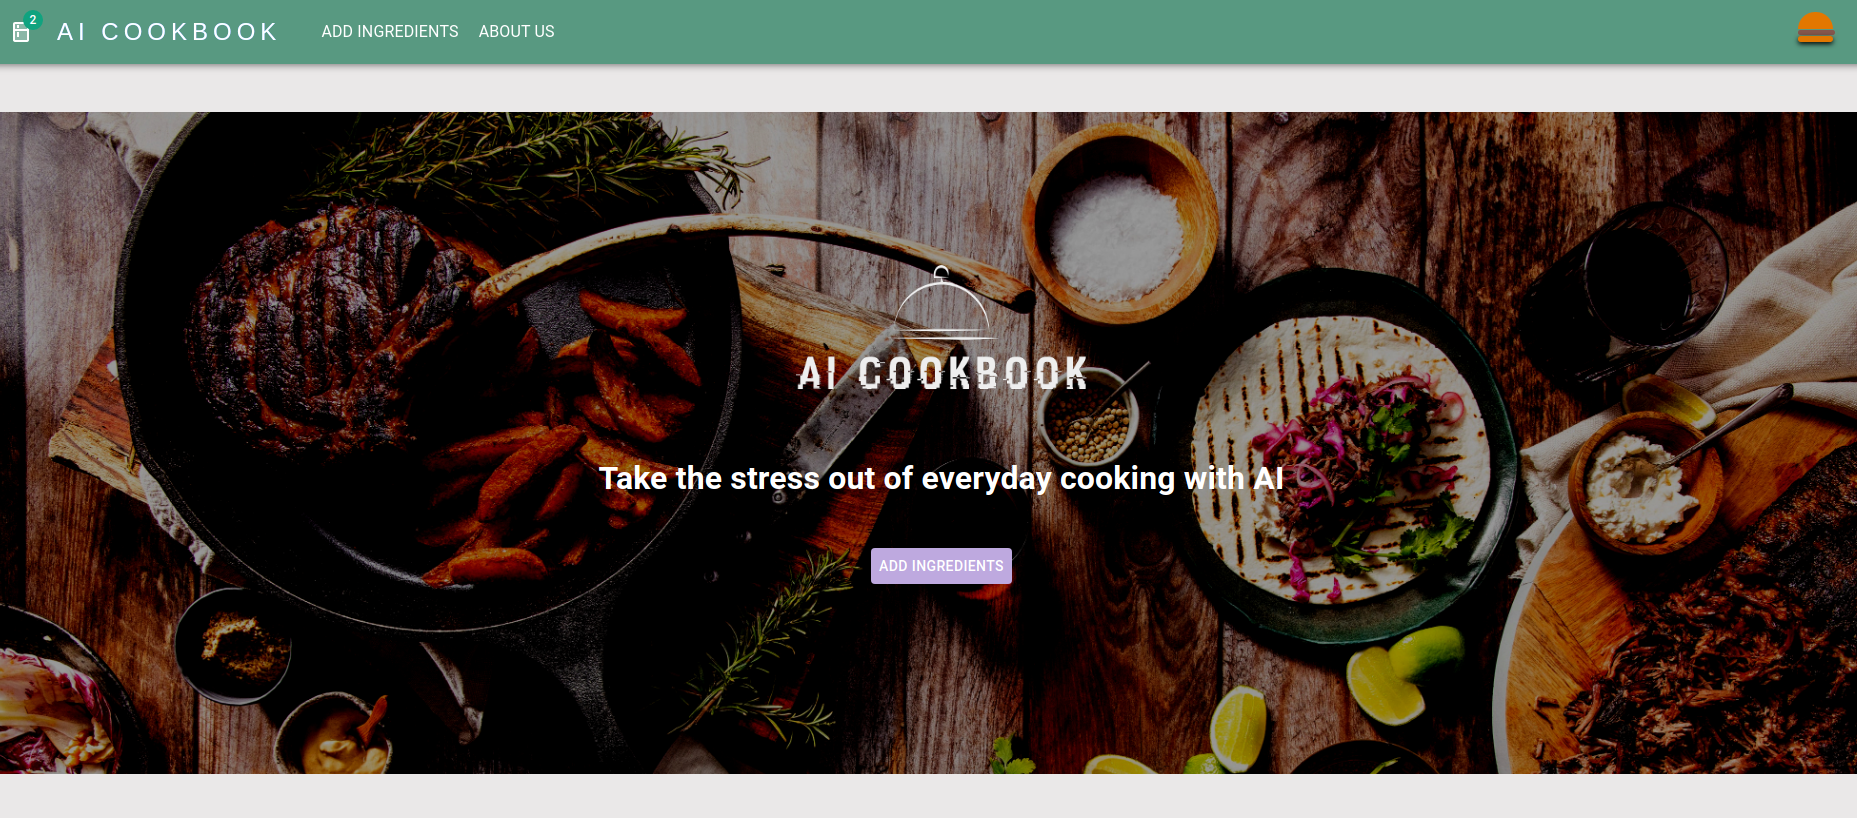 2
AI COOKBOOK
ADD INGREDIENTS
ABOUT US
AI COOKBOOK
Take the stress out of everyday cooking with AI
ADD INGREDIENTS